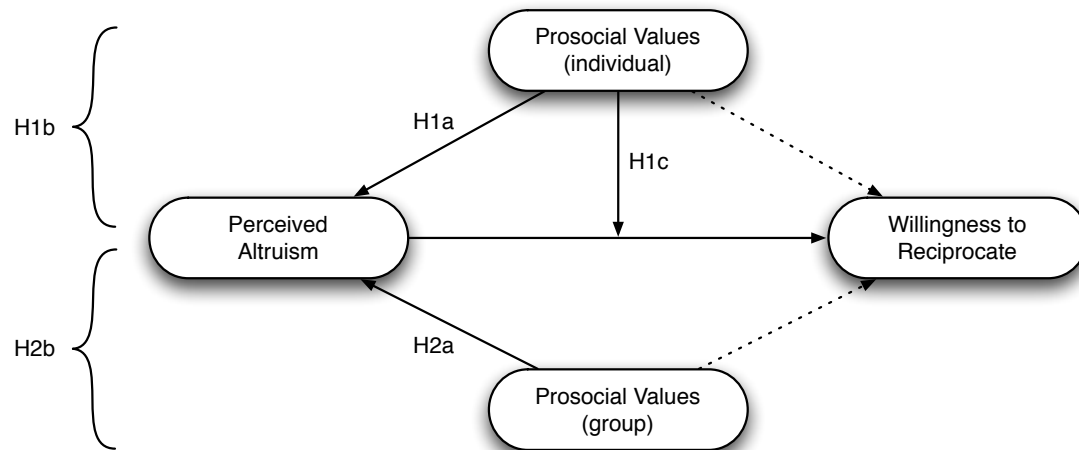 Prosocial Values
(individual)
H1a
H1b
H1c
Perceived
Altruism
Willingness to
Reciprocate
H2a
H2b
Prosocial Values
(group)